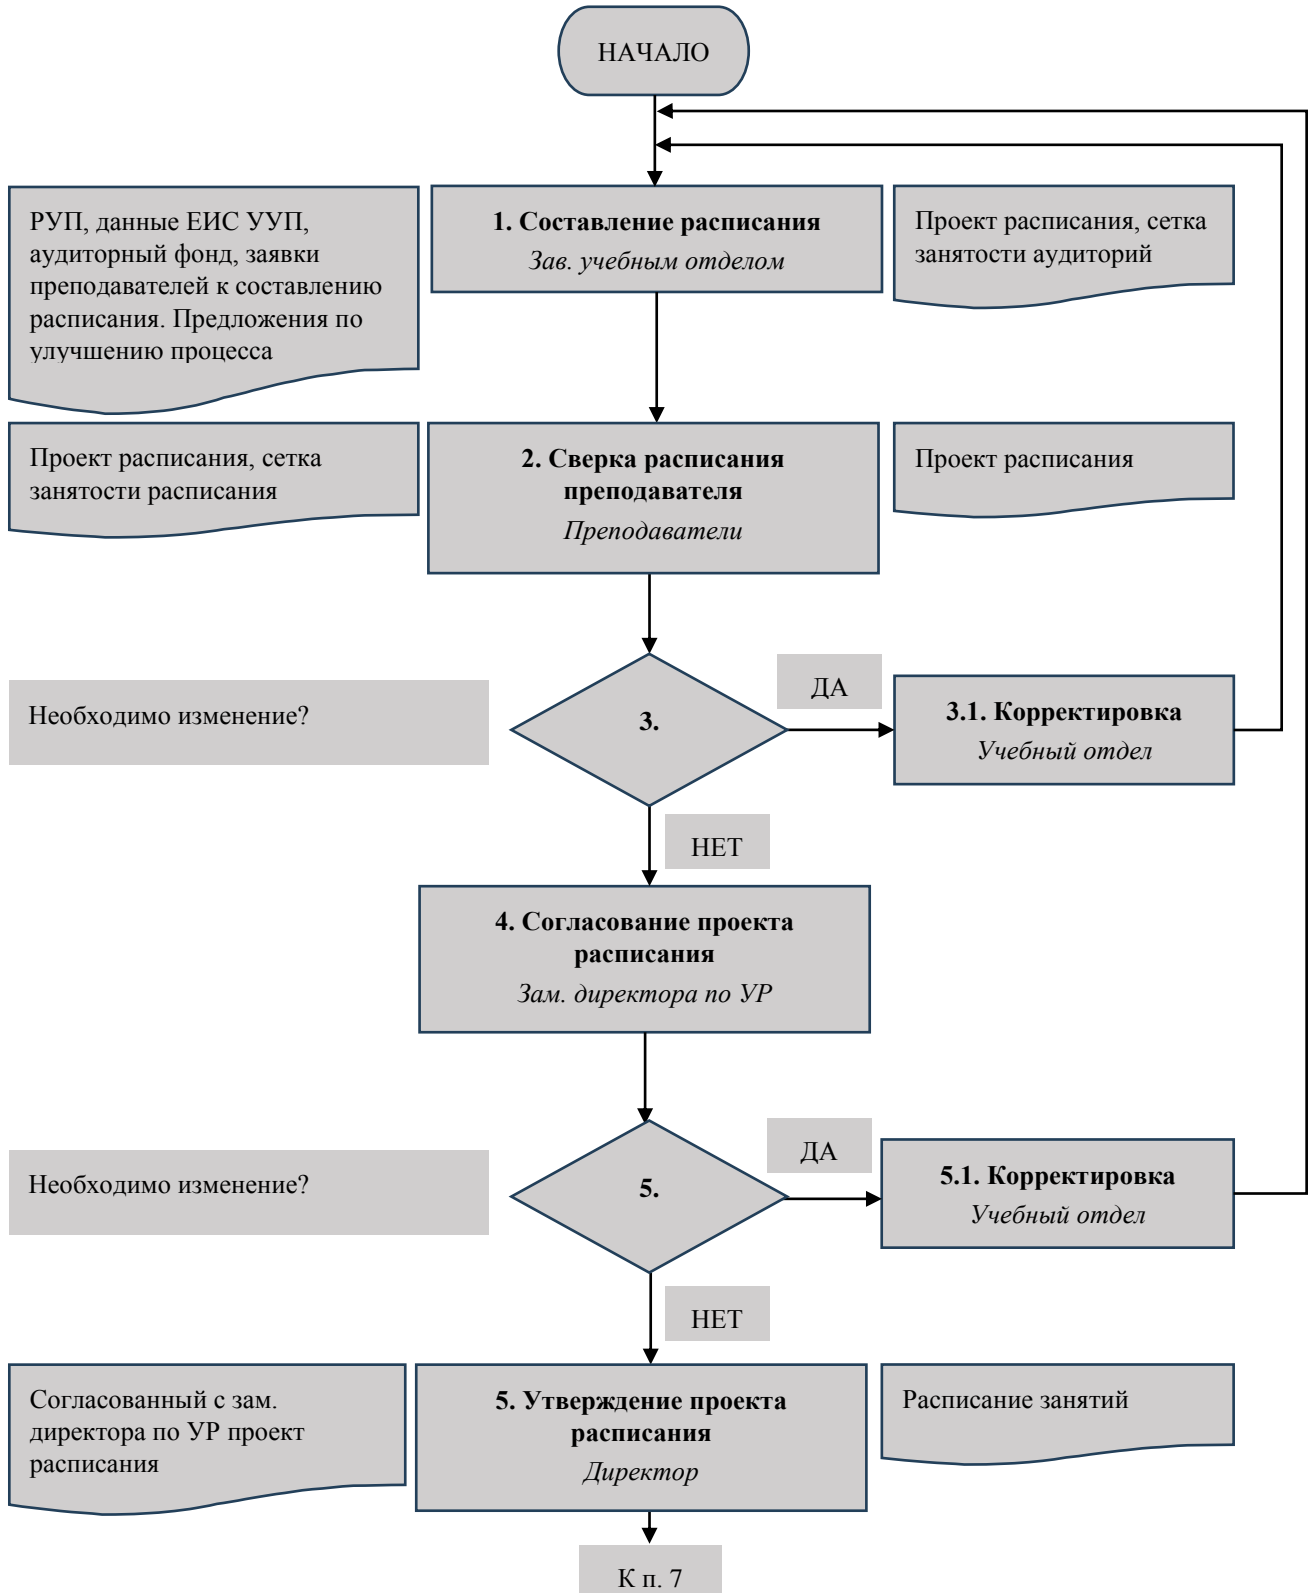 НАЧАЛО
РУП, данные ЕИС УУП,
аудиторный фонд, заявки
преподавателей к составлению
расписания. Предложения по
улучшению процесса
1. Составление расписания
Зав. учебным отделом
Проект расписания, сетка
занятости аудиторий
Проект расписания, сетка
занятости расписания
2. Сверка расписания
преподавателя
Преподаватели
Проект расписания
Необходимо изменение?
3.
ДА
3.1. Корректировка
Учебный отдел
НЕТ
4. Согласование проекта
расписания
Зам. директора по УР
Необходимо изменение?
5.
ДА
5.1. Корректировка
Учебный отдел
НЕТ
Согласованный с зам.
директора по УР проект
расписания
5. Утверждение проекта
расписания
Директор
Расписание занятий
К п. 7